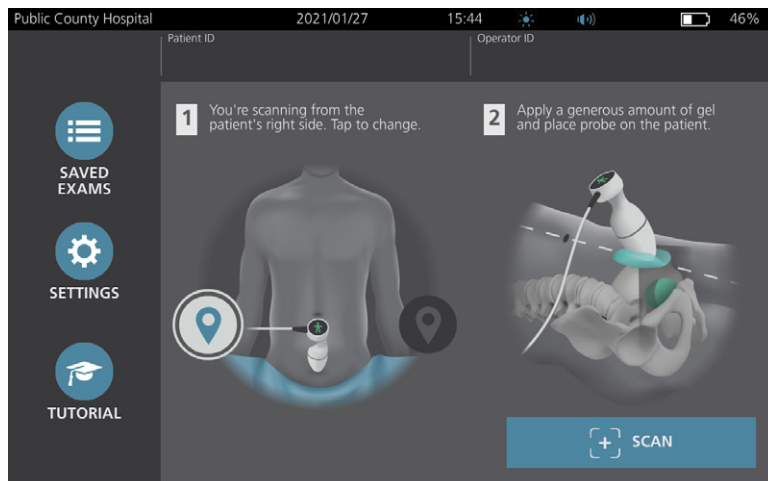 Public County Hospital 2021/01/27 15:44 46%
Patient ID
Operator ID
SAVED
EXAMS
SETTINGS
TUTORIAL
1
You're scanning from the
patient's right side. Tap to change.
2
Apply a generous amount of gel
and place probe on the patient.
SCAN